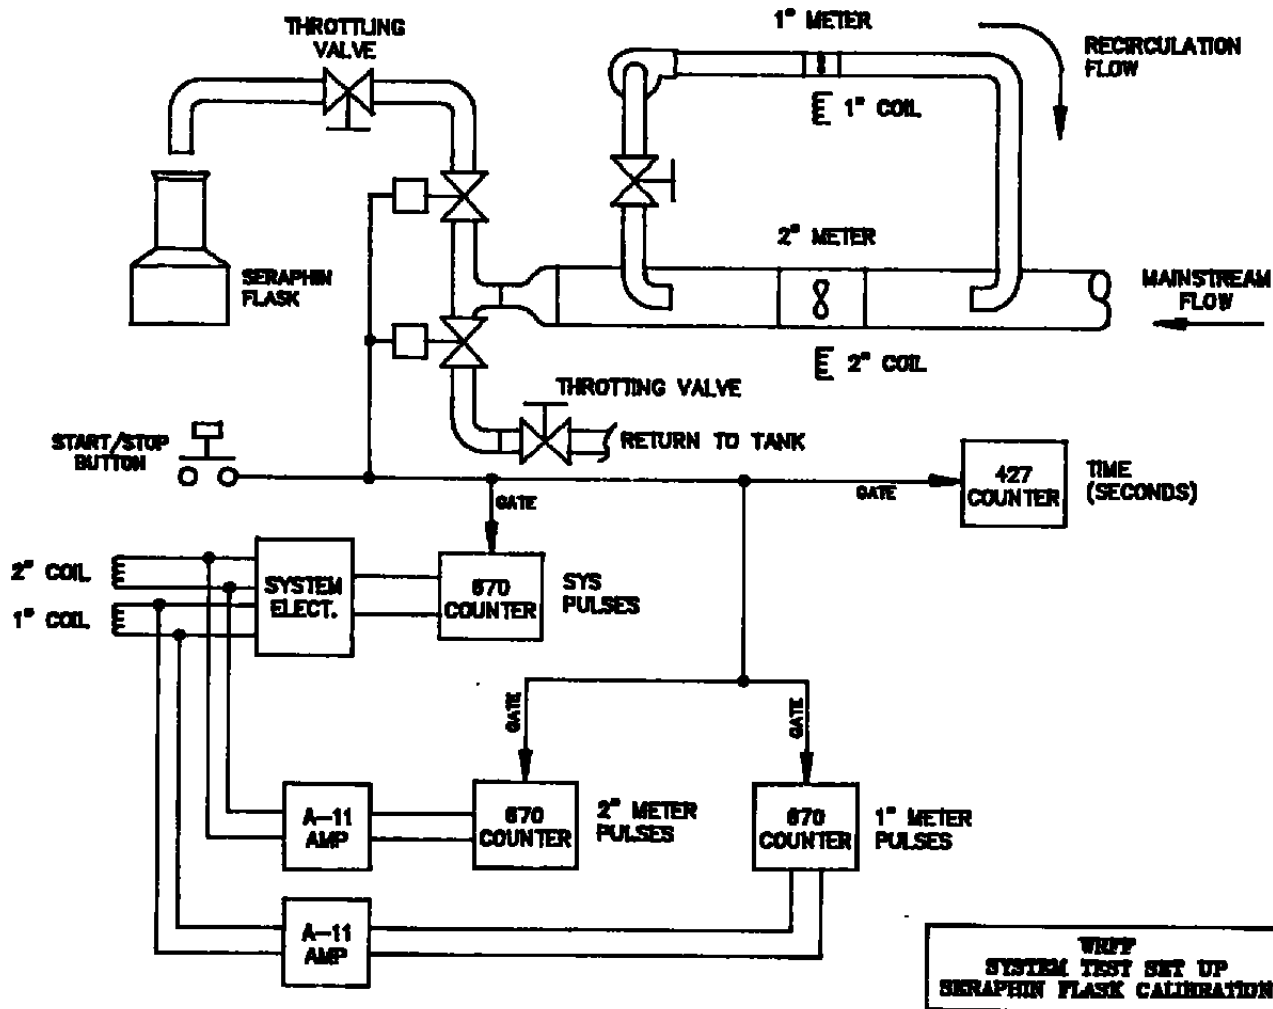 THROTTLING
VALVE
1" METER
RECIRCULATION
FLOW
1" COIL
2" METER
SERAPHIN
FLASK
MAINSTREAM
FLOW
2" COIL
THROTTING VALVE
START/STOP
BUTTON
RETURN TO TANK
GATE
GATE
427
COUNTER
TIME
(SECONDS)
2" COIL
1" COIL
SYSTEM
ELECT.
670
COUNTER
SYS
PULSES
GATE
GATE
A-11
AMP
670
COUNTER
2" METER
PULSES
670
COUNTER
1" METER
PULSES
A-11
AMP
SYSTEM TEST SET UP
SERAPHIN FLASK CALIBRATION